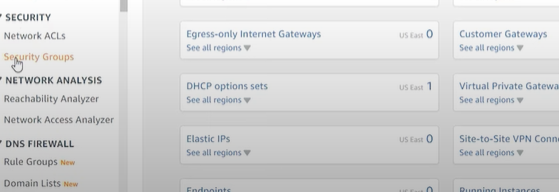 SECURITY
Network ACLs
Security Groups
NETWORK ANALYSIS
Reachability Analyzer
Network Access Analyzer
DNS FIREWALL
Rule Groups New
Domain Lists New
Egress-only Internet Gateways US East 0
See all regions
DHCP options sets US East 1
See all regions
Elastic IPs US East 0
See all regions
Endpoints US East 0
Customer Gateways
See all regions
Virtual Private Gatewa
See all regions
Site-to-Site VPN Conn
See all regions
Running Instances